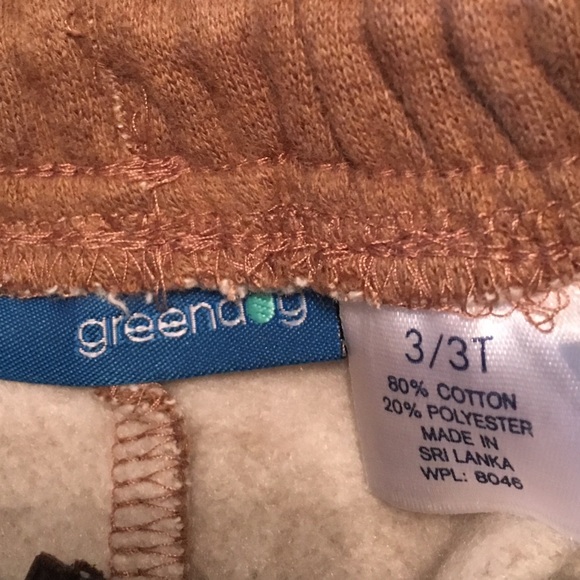 greendog
3/3T
80% COTTON
20% POLYESTER
MADE IN
SRI LANKA
WPL: 8046